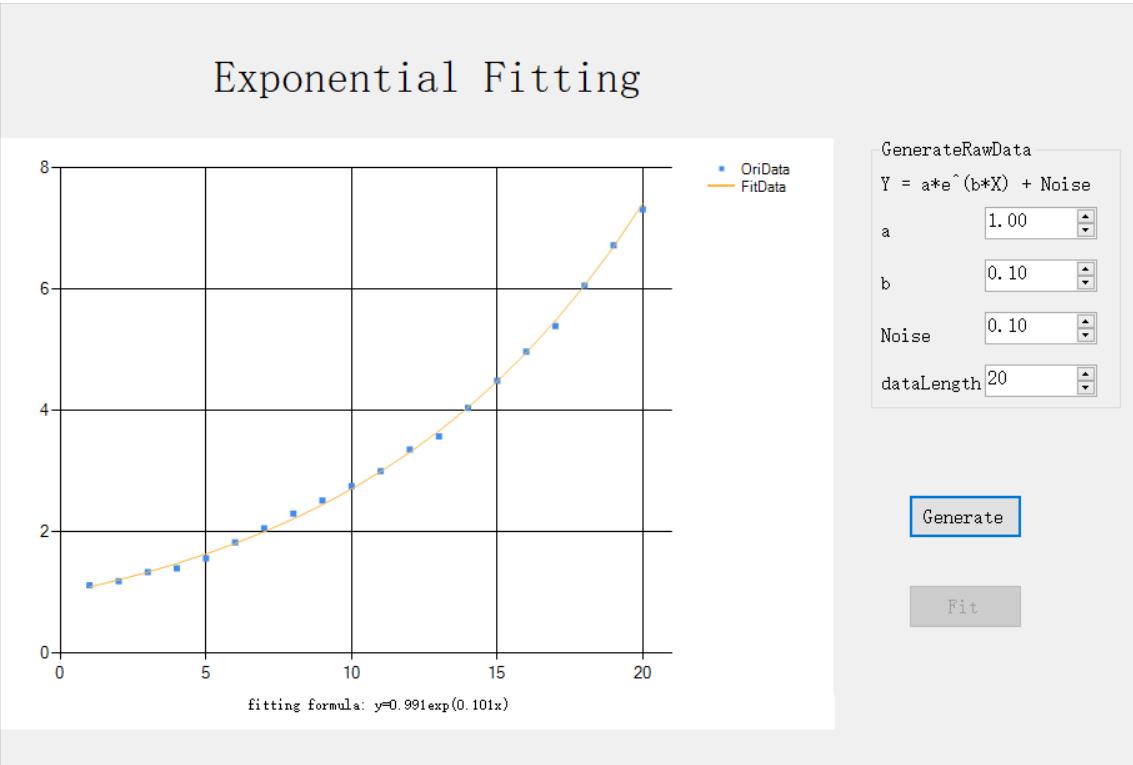 Exponential Fitting
8
6
4
2
0
0 5 10 15 20
OriData
FitData
fitting formula: y=0.991exp(0.101x)
GenerateRawData
Y = a*e^(b*X) + Noise
a 1.00
b 0.10
Noise 0.10
dataLength 20
Generate
Fit